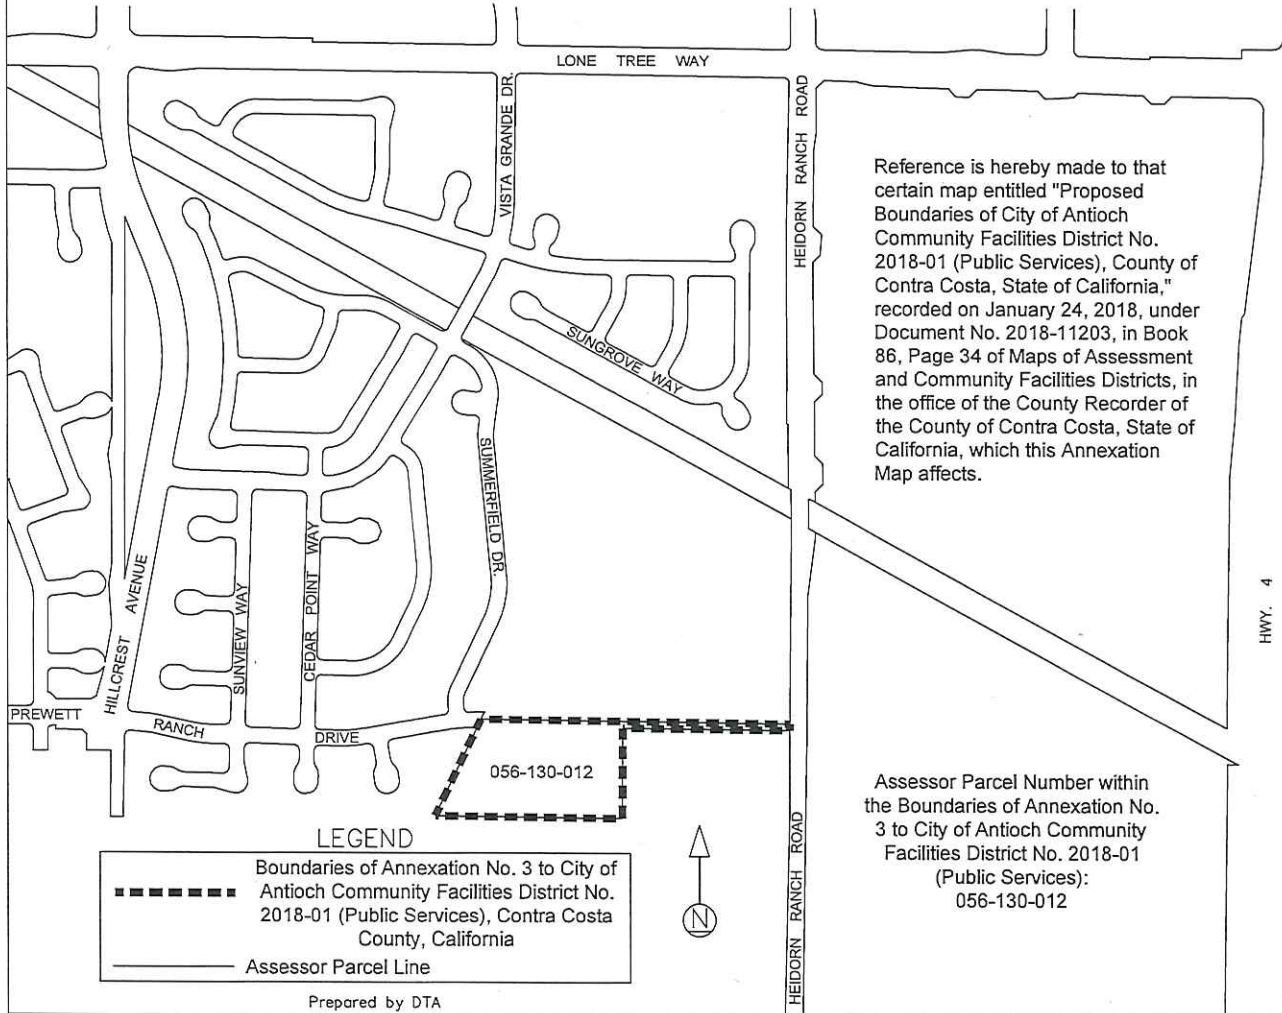 LONE TREE WAY
VISTA GRANDE DR.
HEIDORN RANCH ROAD
Reference is hereby made to that
certain map entitled "Proposed
Boundaries of City of Antioch
Community Facilities District No.
2018-01 (Public Services), County of
Contra Costa, State of California,"
recorded on January 24, 2018, under
Document No. 2018-11203, in Book
86, Page 34 of Maps of Assessment
and Community Facilities Districts, in
the office of the County Recorder of
the County of Contra Costa, State of
California, which this Annexation
Map affects.
SUNGROVE WAY
SUMMERFIELD DR.
HILLCREST AVENUE
SUNVIEW WAY
CEDAR POINT WAY
HWY. 4
PREWETT RANCH DRIVE
056-130-012
Assessor Parcel Number within
the Boundaries of Annexation No.
3 to City of Antioch Community
Facilities District No. 2018-01
(Public Services):
056-130-012
HEIDORN RANCH ROAD
N
LEGEND
Boundaries of Annexation No. 3 to City of
Antioch Community Facilities District No.
2018-01 (Public Services), Contra Costa
County, California
Assessor Parcel Line
Prepared by DTA